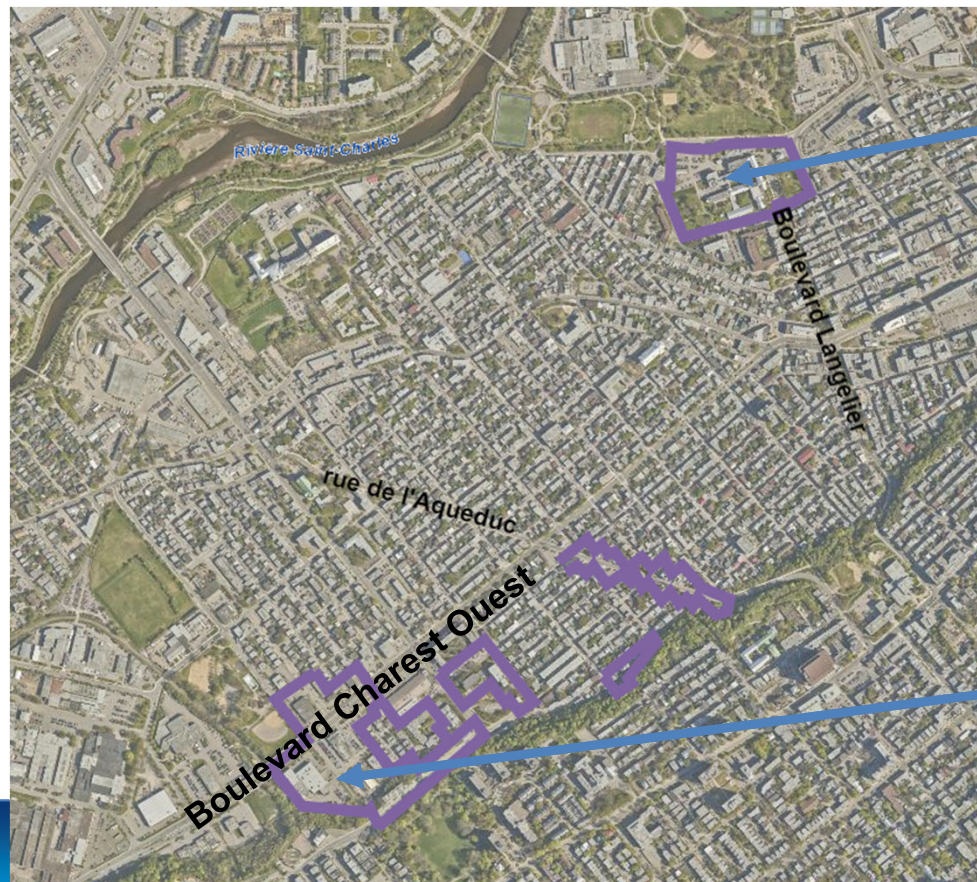 Rivière Saint-Charles
Boulevard Langelier
rue de l'Aqueduc
Boulevard Charest Ouest